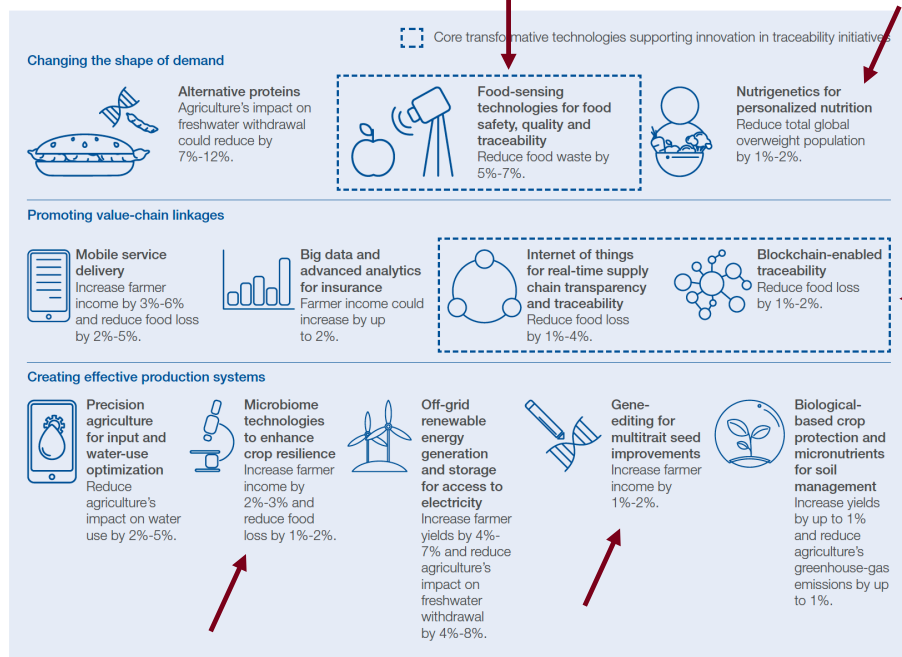 Core transformative technologies supporting innovation in traceability initiatives
Changing the shape of demand
Alternative proteins
Agriculture's impact on
freshwater withdrawal
could reduce by
7%-12%.
Food-sensing
technologies for food
safety, quality and
traceability
Reduce food waste by
5%-7%.
Nutrigenetics for
personalized nutrition
Reduce total global
overweight population
by 1%-2%.
Promoting value-chain linkages
Mobile service
delivery
Increase farmer
income by 3%-6%
and reduce food loss
by 2%-5%.
Big data and
advanced analytics
for insurance
Farmer income could
increase by up
to 2%.
Internet of things
for real-time supply
chain transparency
and traceability
Reduce food loss
by 1%-4%.
Blockchain-enabled
traceability
Reduce food loss
by 1%-2%.
Creating effective production systems
Precision
agriculture
for input and
water-use
optimization
Reduce
agriculture's
impact on water
use by 2%-5%.
Microbiome
technologies
to enhance
crop resilience
Increase farmer
income by
2%-3% and
reduce food
loss by 1%-2%.
Off-grid
renewable
energy
generation
and storage
for access to
electricity
Increase farmer
yields by 4%-
7% and reduce
agriculture's
impact on
freshwater
withdrawal
by 4%-8%.
Gene-
editing for
multitrait seed
improvements
Increase farmer
income by
1%-2%.
Biological-
based crop
protection and
micronutrients
for soil
management
Increase yields
by up to 1%
and reduce
agriculture's
greenhouse-gas
emissions by up
to 1%.